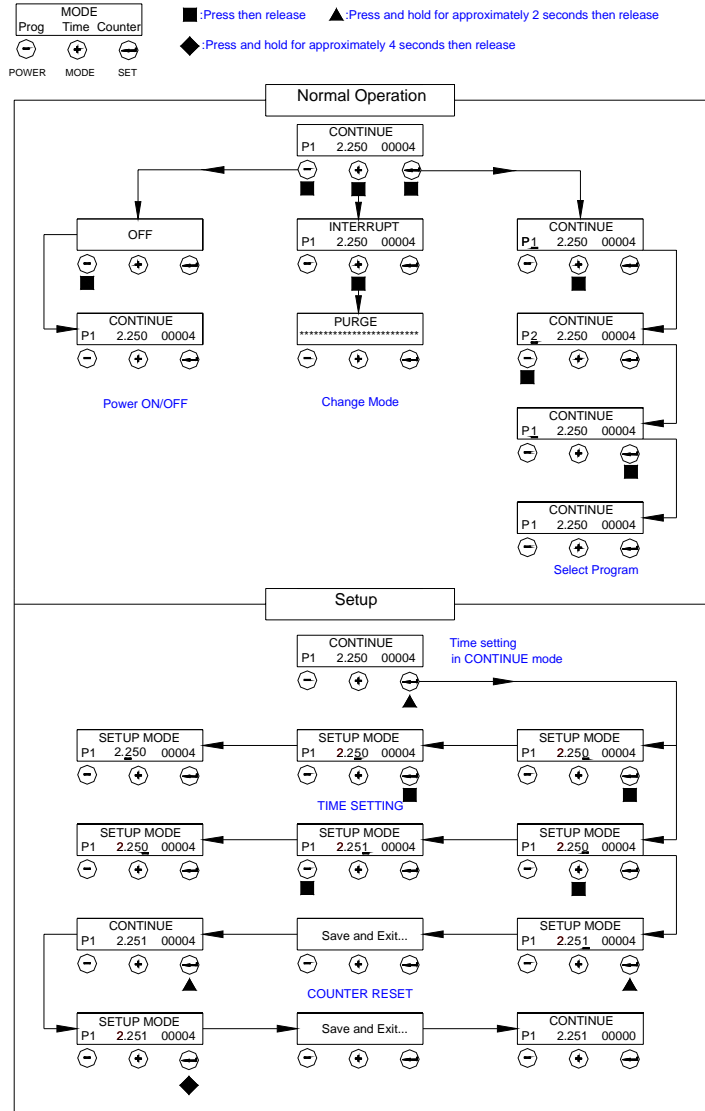 MODE
Prog Time Counter
POWER MODE SET
:Press then release :Press and hold for approximately 2 seconds then release
:Press and hold for approximately 4 seconds then release
Normal Operation
CONTINUE
P1 2.250 00004
OFF
INTERRUPT
P1 2.250 00004
CONTINUE
P1 2.250 00004
CONTINUE
P1 2.250 00004
PURGE
*************************
CONTINUE
P2 2.250 00004
Power ON/OFF
Change Mode
CONTINUE
P1 2.250 00004
CONTINUE
P1 2.250 00004
Select Program
Setup
CONTINUE
P1 2.250 00004
Time setting
in CONTINUE mode
SETUP MODE
P1 2.250 00004
SETUP MODE
P1 2.250 00004
SETUP MODE
P1 2.250 00004
TIME SETTING
SETUP MODE
P1 2.250 00004
SETUP MODE
P1 2.251 00004
SETUP MODE
P1 2.250 00004
CONTINUE
P1 2.251 00004
Save and Exit...
SETUP MODE
P1 2.251 00004
COUNTER RESET
SETUP MODE
P1 2.251 00004
Save and Exit...
CONTINUE
P1 2.251 00000